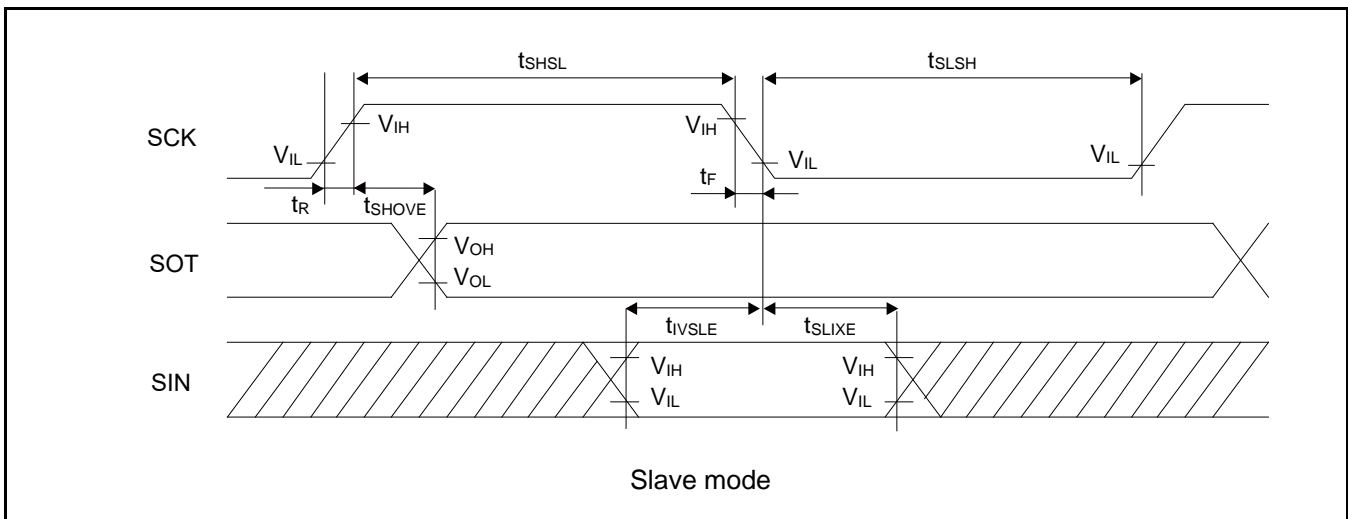 tSHSL tSLSH
SCK VIH VIH
VIL VIL VIL
tR tSHOVE tF
SOT VOH
VOL
tIVSLE tSLIXE
SIN VIH VIH
VIL VIL
Slave mode